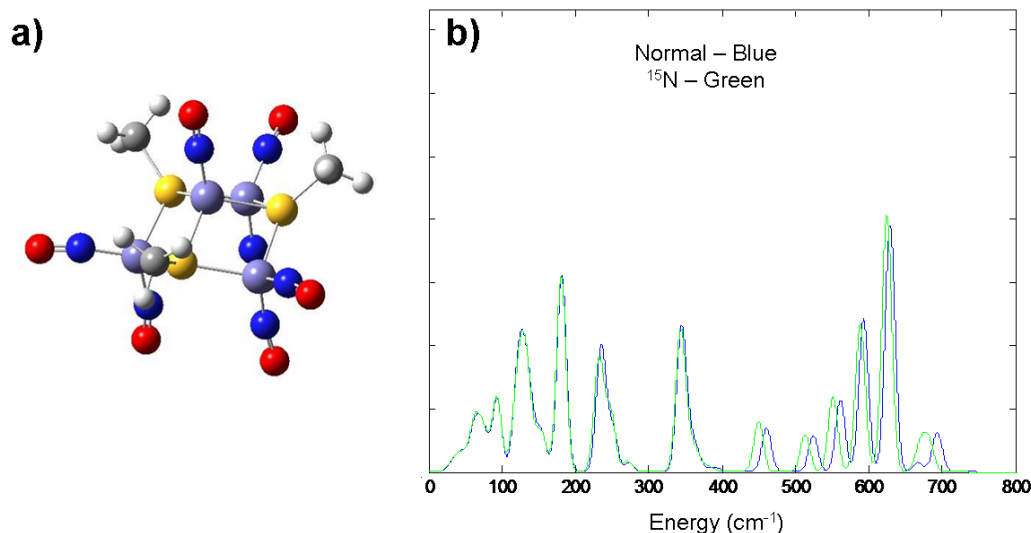 a)
b)
Normal – Blue
¹⁵N – Green
0 100 200 300 400 500 600 700 800
Energy (cm⁻¹)